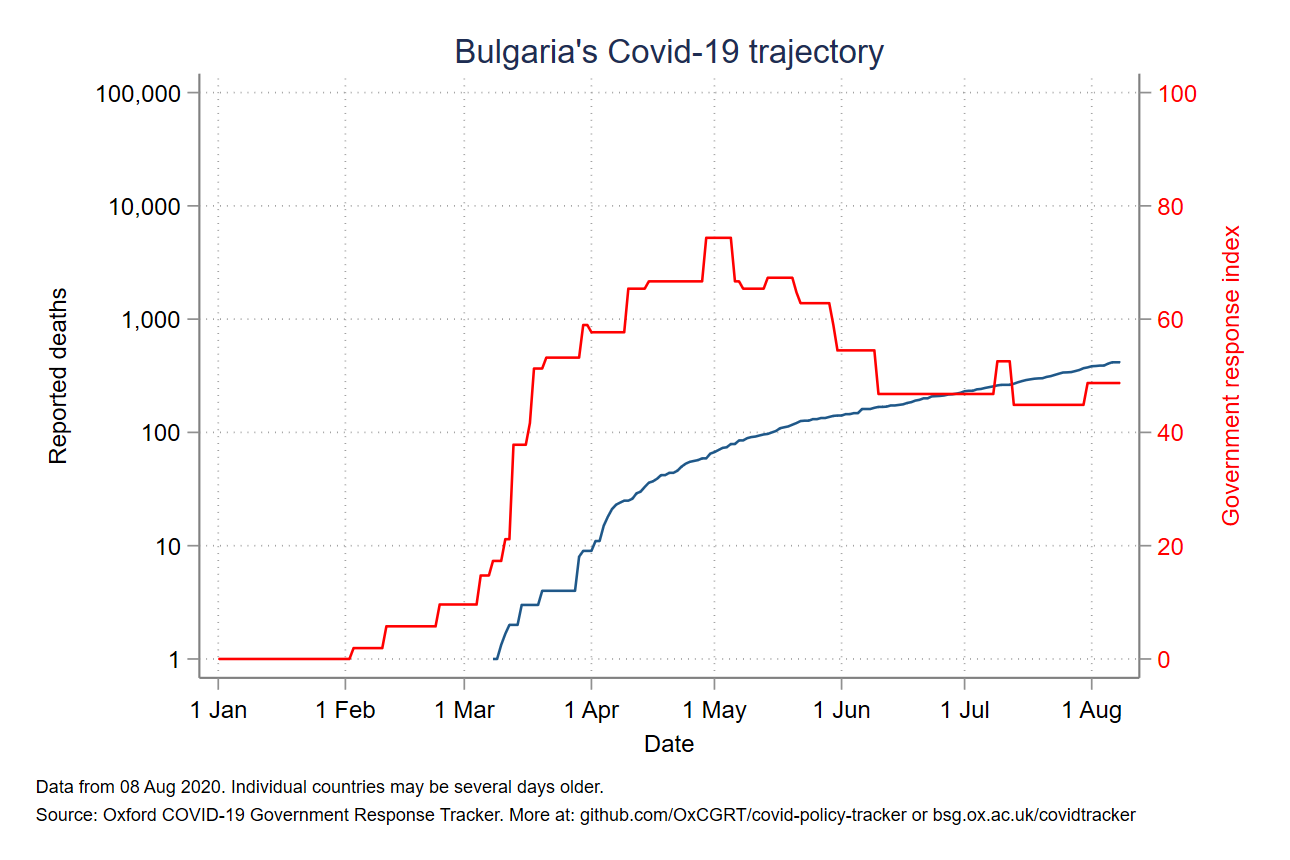 Bulgaria's Covid-19 trajectory
100,000
10,000
1,000
100
10
1
Reported deaths
100
80
60
40
20
0
Government response index
1 Jan 1 Feb 1 Mar 1 Apr 1 May 1 Jun 1 Jul 1 Aug
Date
Data from 08 Aug 2020. Individual countries may be several days older.
Source: Oxford COVID-19 Government Response Tracker. More at: github.com/OxCGRT/covid-policy-tracker or bsg.ox.ac.uk/covidtracker